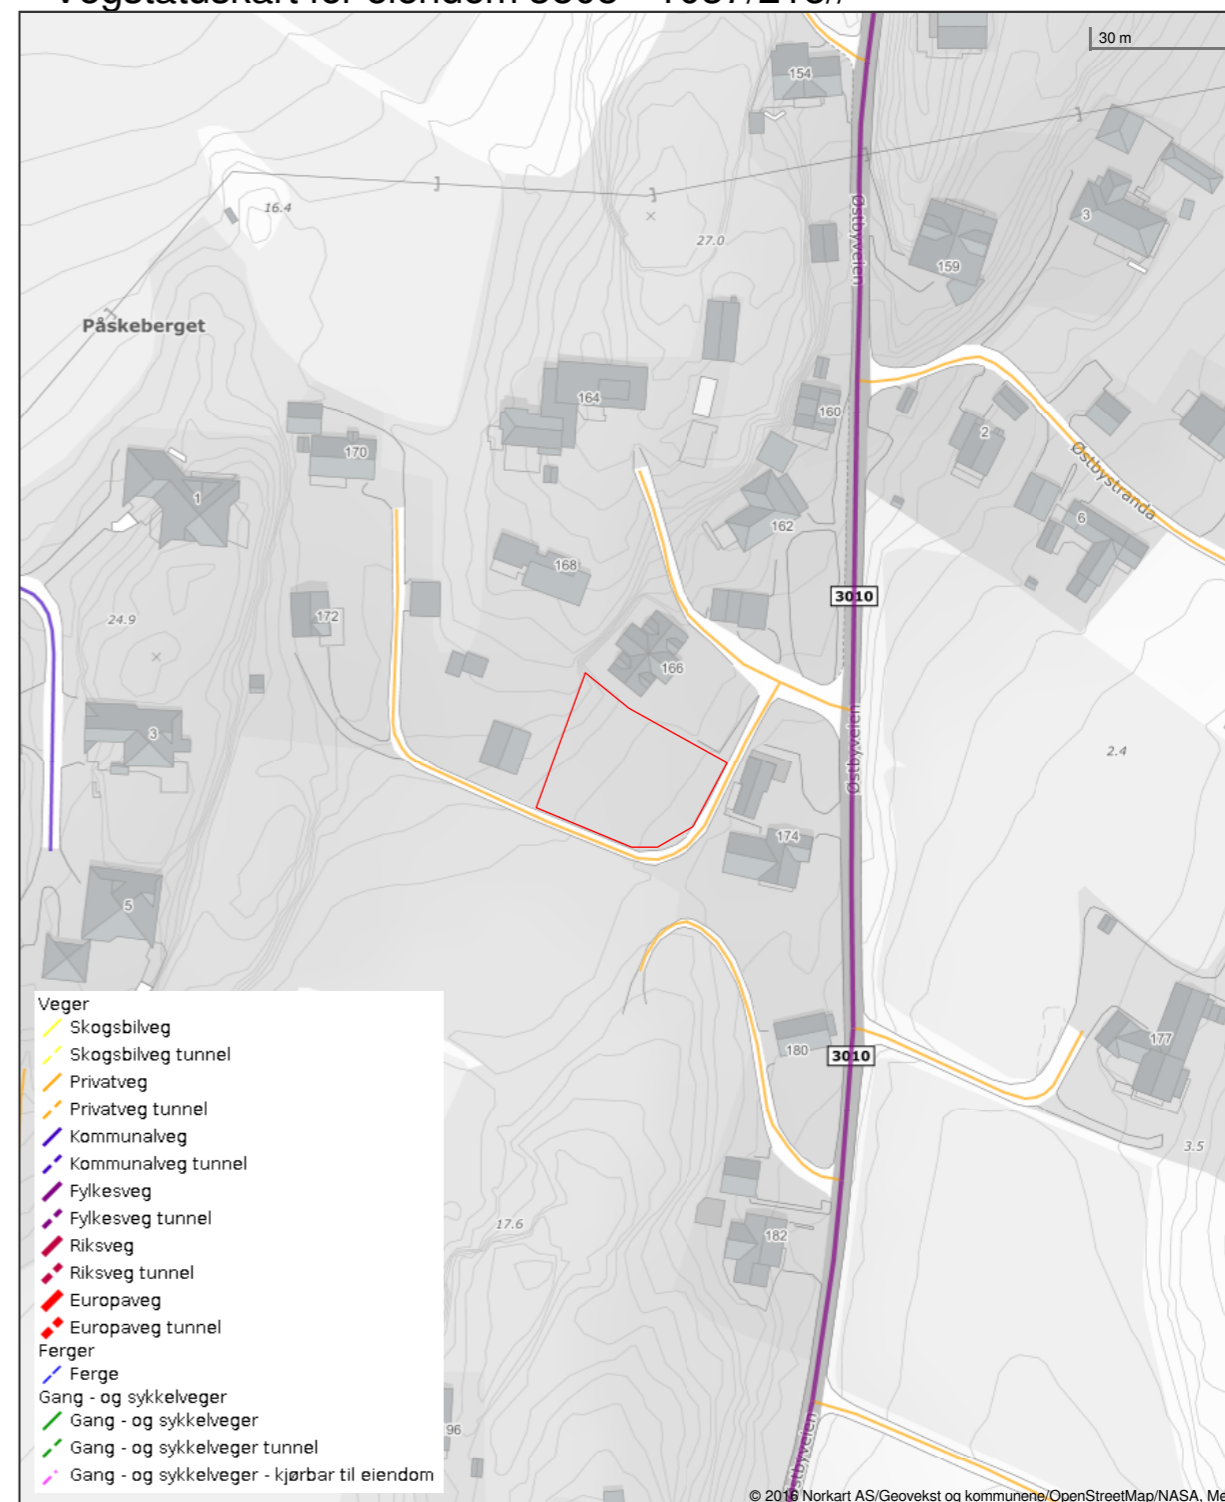 30 m
154
Østbyveien
16.4
27.0
3
159
Påskeberget
164
160
2
170
Østbystranda
1
6
162
168
3010
172
24.9
166
Østbyveien
3
2.4
174
5
180
3010
177
3.5
17.6
182
96
Østbyveien
Veger
Skogsbilveg
Skogsbilveg tunnel
Privatveg
Privatveg tunnel
Kommunalveg
Kommunalveg tunnel
Fylkesveg
Fylkesveg tunnel
Riksveg
Riksveg tunnel
Europaveg
Europaveg tunnel
Ferger
Ferge
Gang - og sykkelveger
Gang - og sykkelveger
Gang - og sykkelveger tunnel
Gang - og sykkelveger - kjørbar til eiendom
© 2016 Norkart AS/Geovekst og kommunene/OpenStreetMap/NASA, Me